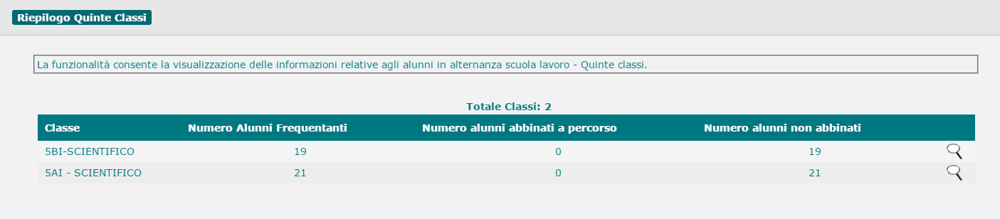 Riepilogo Quinte Classi
La funzionalità consente la visualizzazione delle informazioni relative agli alunni in alternanza scuola lavoro - Quinte classi.
Totale Classi: 2
Classe Numero Alunni Frequentanti Numero alunni abbinati a percorso Numero alunni non abbinati
5BI-SCIENTIFICO 19 0 19
5AI - SCIENTIFICO 21 0 21